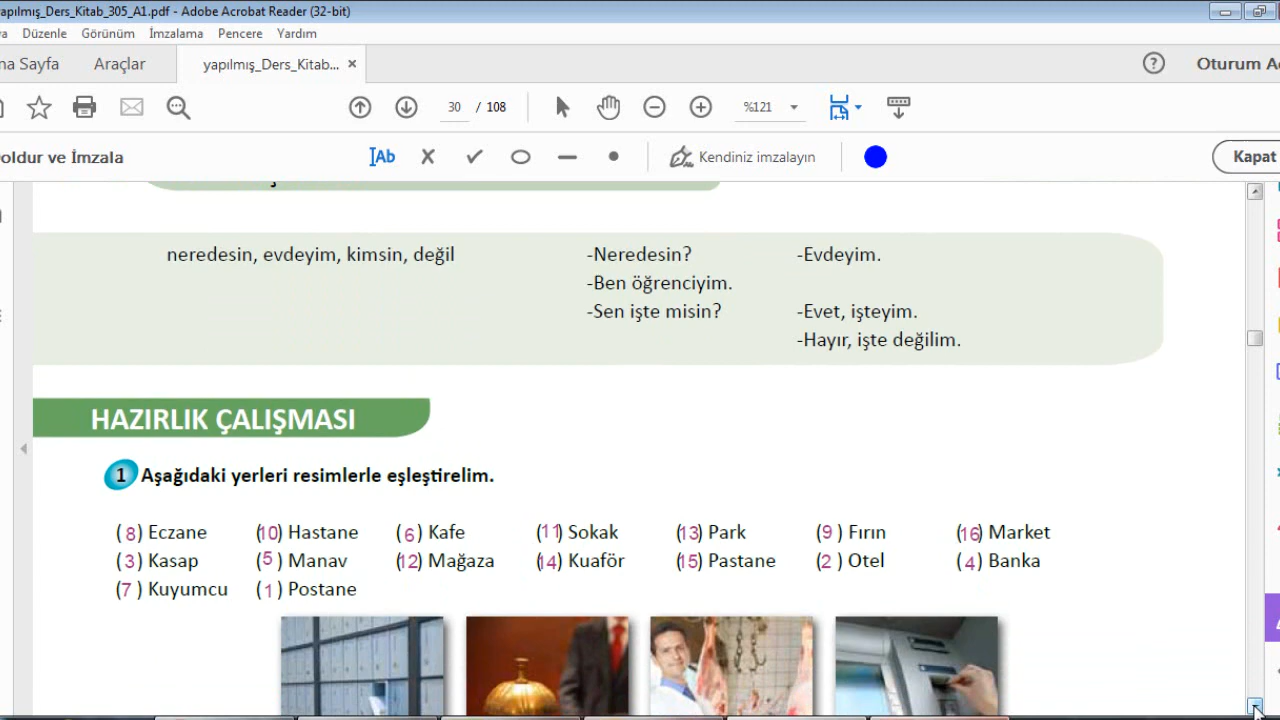 apılmış_Ders_Kitab_305_A1.pdf - Adobe Acrobat Reader (32-bit)
Düzenle Görünüm İmzalama Pencere Yardım
na Sayfa Araçlar yapılmış_Ders_Kitab... × ? Oturum A
30 / 108 %121
oldur ve İmzala Ab Kendiniz imzalayın Kapat
neredesin, evdeyim, kimsin, değil -Neredesin? -Evdeyim.
-Ben öğrenciyim.
-Sen işte misin? -Evet, işteyim.
-Hayır, işte değilim.
HAZIRLIK ÇALIŞMASI
1 Aşağıdaki yerleri resimlerle eşleştirelim.
(8) Eczane (10) Hastane (6) Kafe (11) Sokak (13) Park (9) Fırın (16) Market
(3) Kasap (5) Manav (12) Mağaza (14) Kuaför (15) Pastane (2) Otel (4) Banka
(7) Kuyumcu (1) Postane